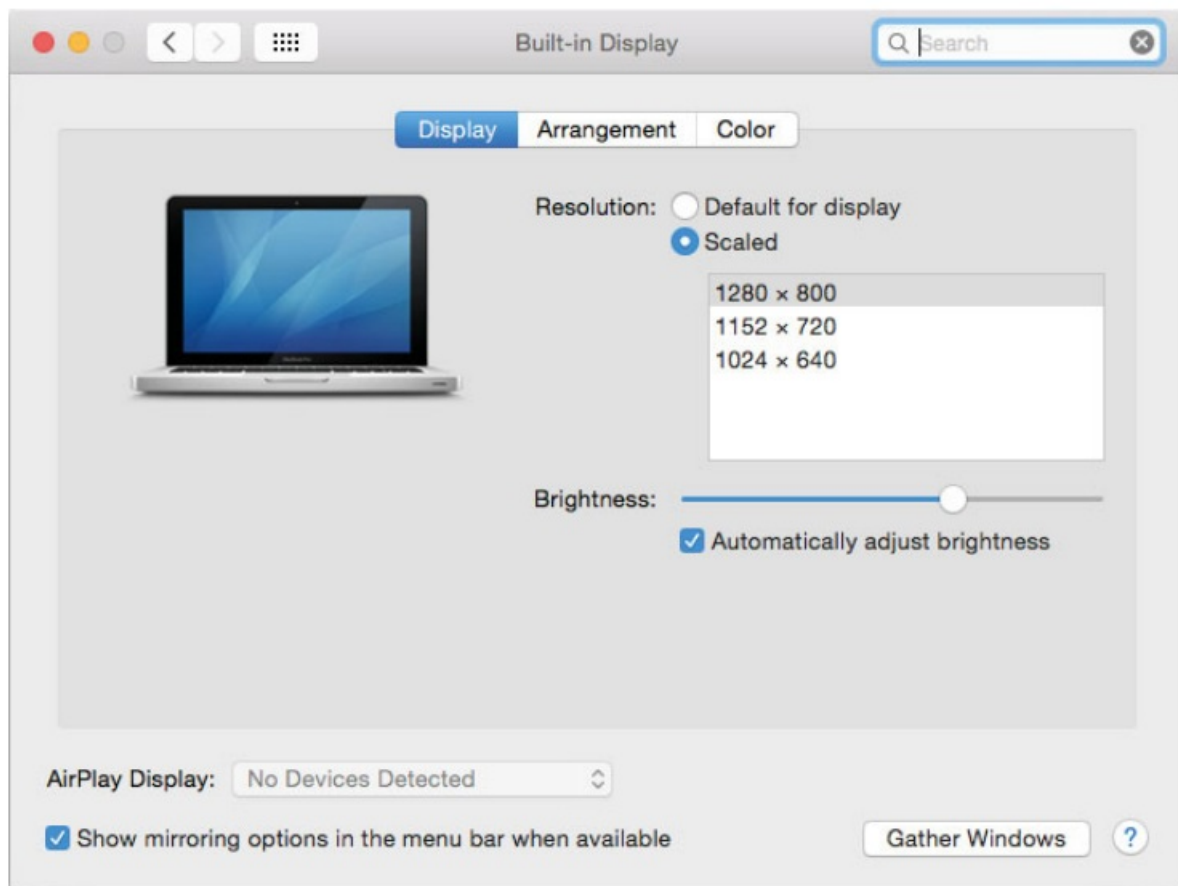 Built-in Display
Search
Display Arrangement Color
Resolution: Default for display
Scaled
1280 × 800
1152 × 720
1024 × 640
Brightness:
Automatically adjust brightness
AirPlay Display: No Devices Detected
Show mirroring options in the menu bar when available
Gather Windows ?